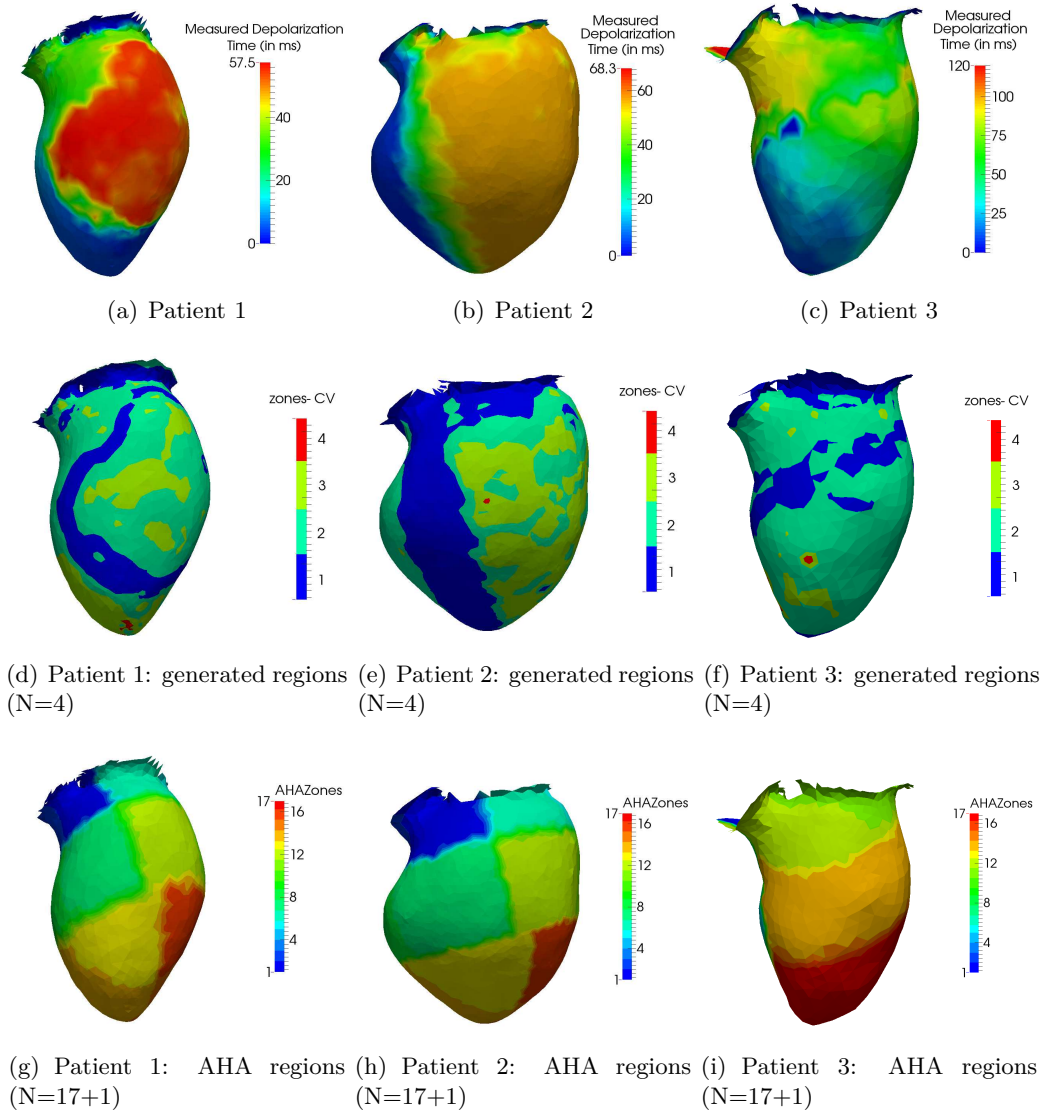 Measured Depolarization
Time (in ms)
57.5
40
20
0
Measured
Depolarization
Time (in ms)
68.3
60
40
20
0
Measured
Depolarization
Time (in ms)
120
100
75
50
25
0
(a) Patient 1
(b) Patient 2
(c) Patient 3
zones- CV
4
3
2
1
zones- CV
4
3
2
1
zones- CV
4
3
2
1
(d) Patient 1: generated regions
(N=4)
(e) Patient 2: generated regions
(N=4)
(f) Patient 3: generated regions
(N=4)
AHAZones
17
16
12
8
4
1
AHAZones
17
16
12
8
4
1
AHAZones
17
16
12
8
4
1
(g) Patient 1: AHA regions
(N=17+1)
(h) Patient 2: AHA regions
(N=17+1)
(i) Patient 3: AHA regions
(N=17+1)